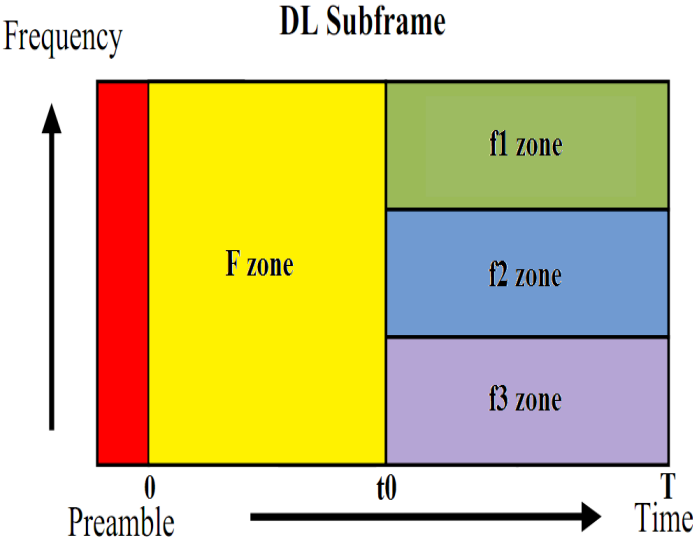 DL Subframe
Frequency
f1 zone
F zone
f2 zone
f3 zone
0 t0 T
Preamble Time